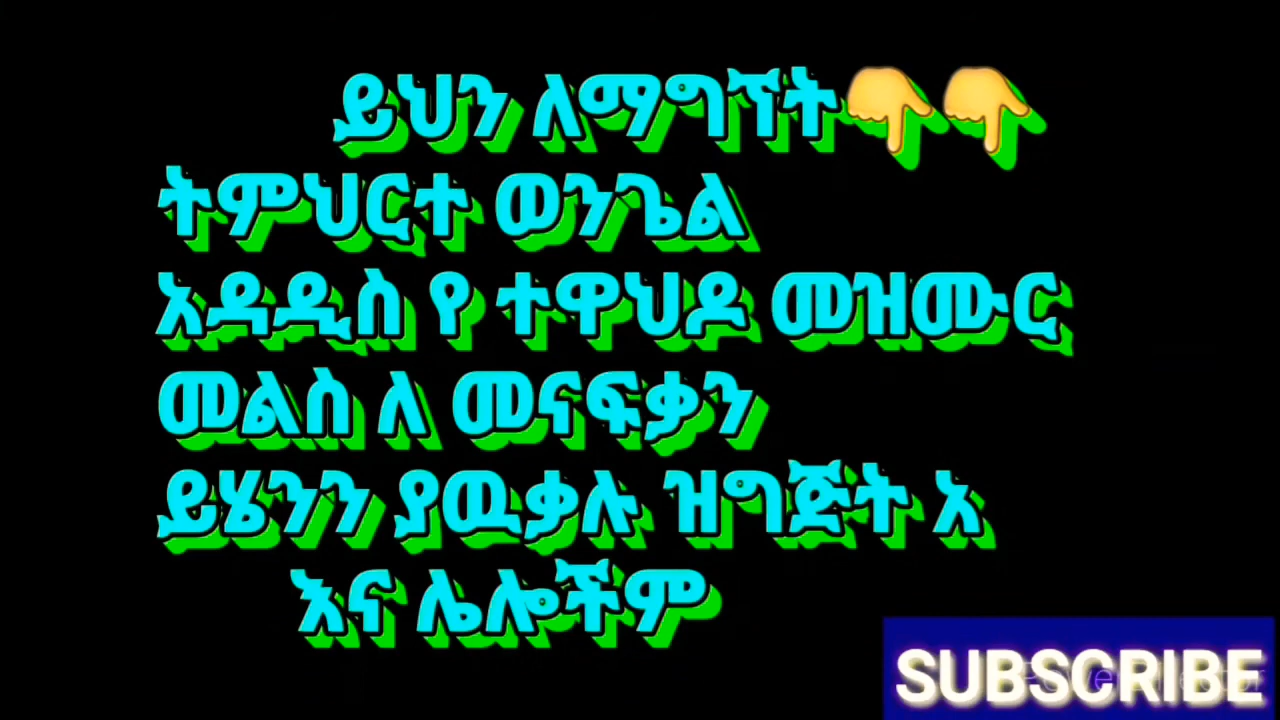 ይህን ለማግኘት👇👇
ትምህርተ ወንጌል
አዳዲስ የ ተዋህዶ መዝሙር
መልስ ለ መናፍቃን
ይሄንን ያዉቃሉ ዝግጅት አ
እና ሌሎችም
SUBSCRIBE